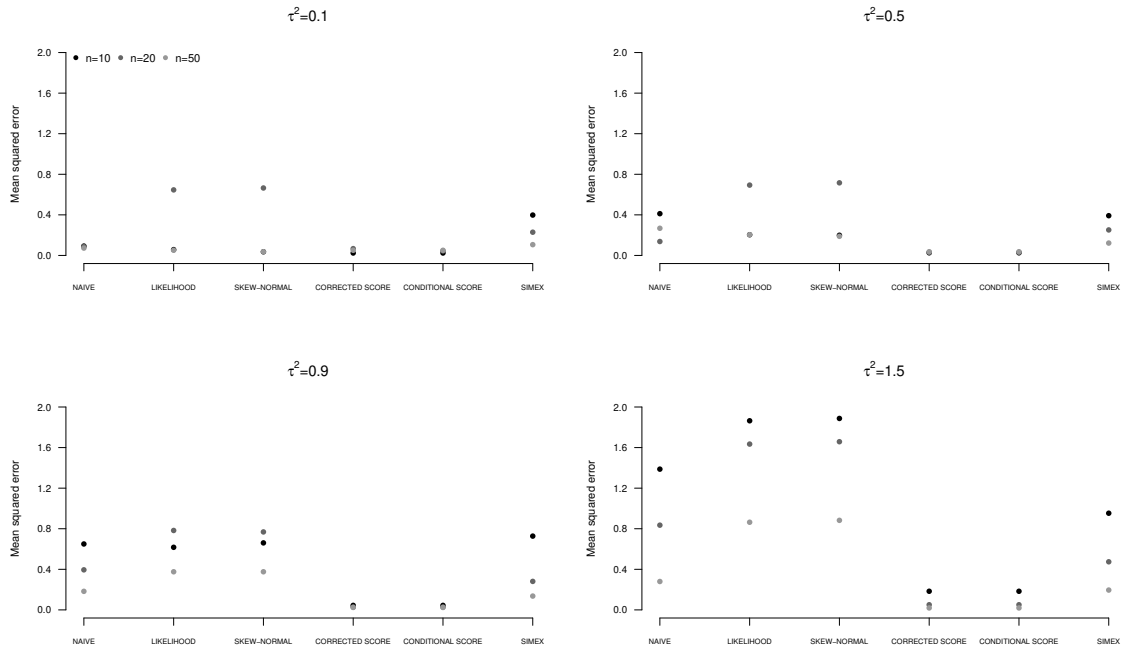 τ²=0.1
Mean squared error
2.0
1.6
1.2
0.8
0.4
0.0
n=10 n=20 n=50
NAIVE LIKELIHOOD SKEW−NORMAL CORRECTED SCORE CONDITIONAL SCORE SIMEX
τ²=0.5
Mean squared error
2.0
1.6
1.2
0.8
0.4
0.0
NAIVE LIKELIHOOD SKEW−NORMAL CORRECTED SCORE CONDITIONAL SCORE SIMEX
τ²=0.9
Mean squared error
2.0
1.6
1.2
0.8
0.4
0.0
NAIVE LIKELIHOOD SKEW−NORMAL CORRECTED SCORE CONDITIONAL SCORE SIMEX
τ²=1.5
Mean squared error
2.0
1.6
1.2
0.8
0.4
0.0
NAIVE LIKELIHOOD SKEW−NORMAL CORRECTED SCORE CONDITIONAL SCORE SIMEX